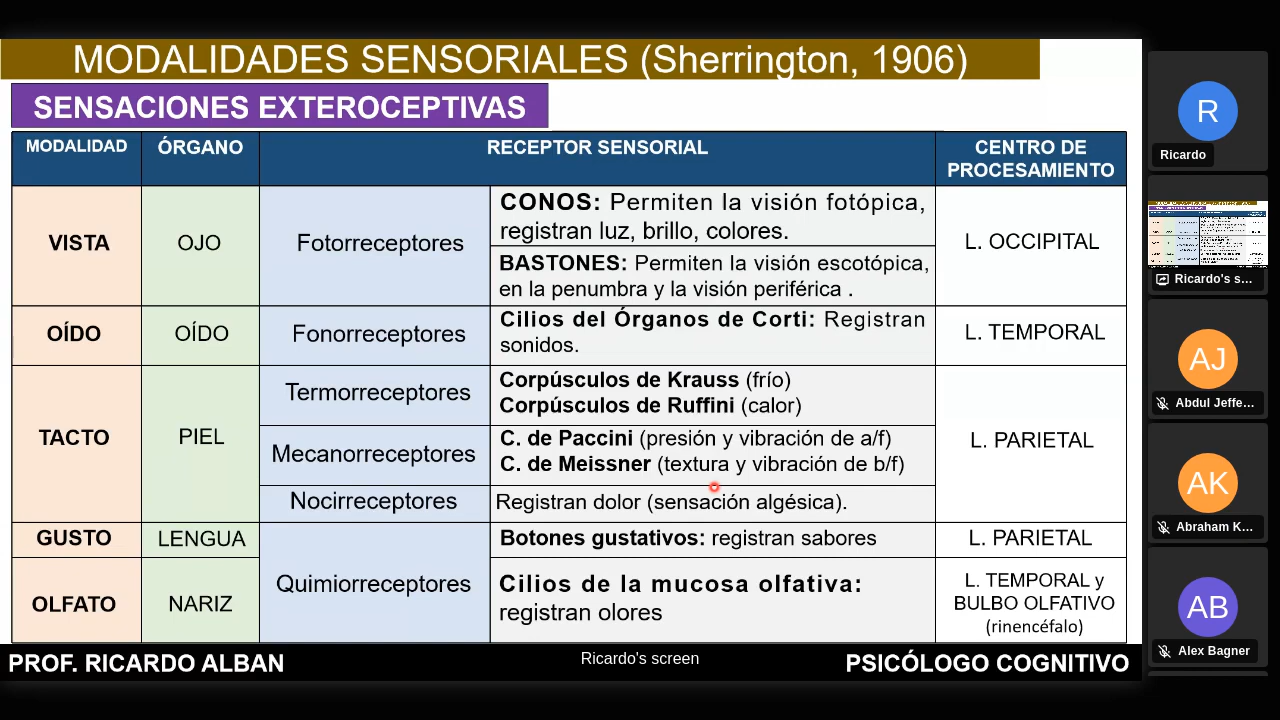 MODALIDADES SENSORIALES (Sherrington, 1906)
SENSACIONES EXTEROCEPTIVAS
MODALIDAD
ÓRGANO
RECEPTOR SENSORIAL
CENTRO DE
PROCESAMIENTO
VISTA
OJO
Fotorreceptores
CONOS: Permiten la visión fotópica,
registran luz, brillo, colores.
BASTONES: Permiten la visión escotópica,
en la penumbra y la visión periférica .
L. OCCIPITAL
OÍDO
OÍDO
Fonorreceptores
Cilios del Órganos de Corti: Registran
sonidos.
L. TEMPORAL
TACTO
PIEL
Termorreceptores
Corpúsculos de Krauss (frío)
Corpúsculos de Ruffini (calor)
Mecanorreceptores
C. de Paccini (presión y vibración de a/f)
C. de Meissner (textura y vibración de b/f)
Nocirreceptores
Registran dolor (sensación algésica).
L. PARIETAL
GUSTO
LENGUA
Quimiorreceptores
Botones gustativos: registran sabores
L. PARIETAL
OLFATO
NARIZ
Cilios de la mucosa olfativa:
registran olores
L. TEMPORAL y
BULBO OLFATIVO
(rinencéfalo)
PROF. RICARDO ALBAN
Ricardo's screen
PSICÓLOGO COGNITIVO
R
Ricardo
Ricardo's s...
AJ
Abdul Jeffe...
AK
Abraham K...
AB
Alex Bagner